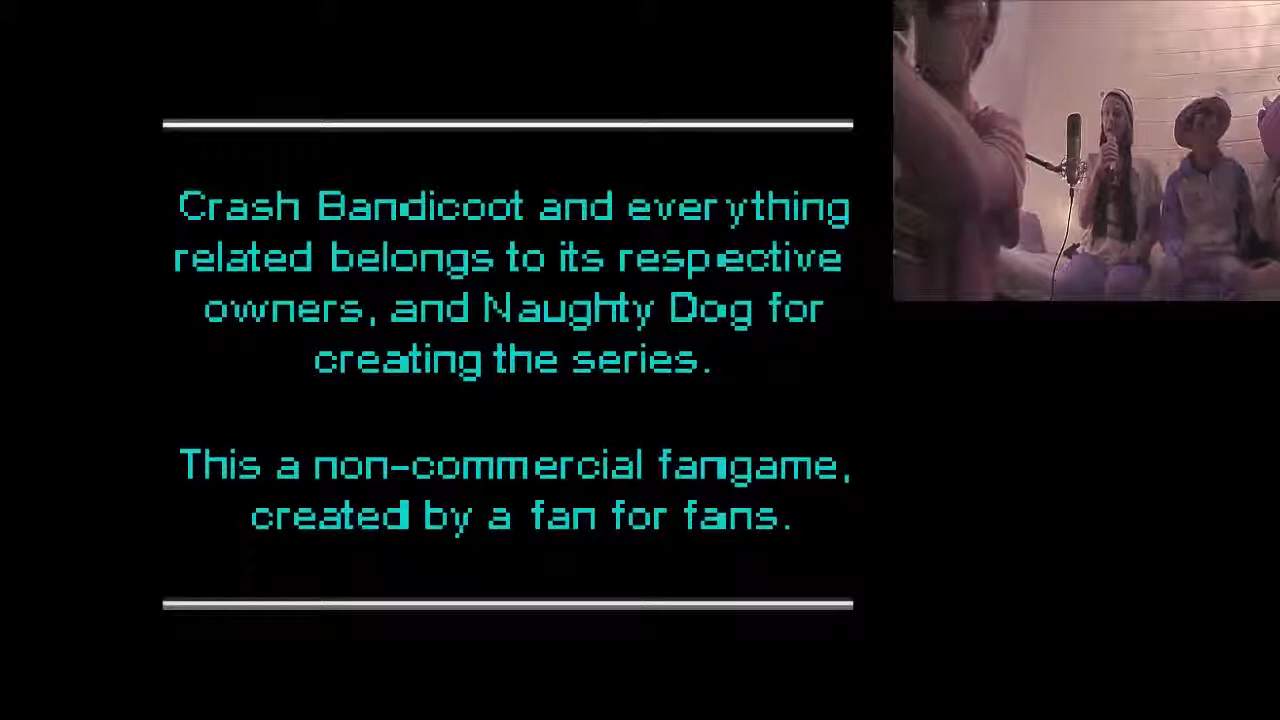 Crash Bandicoot and everything
related belongs to its respective
owners, and Naughty Dog for
creating the series.
This a non-commercial fangame,
created by a fan for fans.